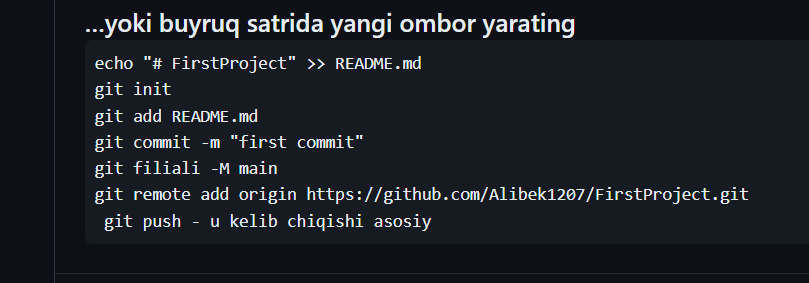 ...yoki buyruq satrida yangi ombor yarating
echo "# FirstProject" >> README.md
git init
git add README.md
git commit -m "first commit"
git filiali -M main
git remote add origin https://github.com/Alibek1207/FirstProject.git
git push - u kelib chiqishi asosiy